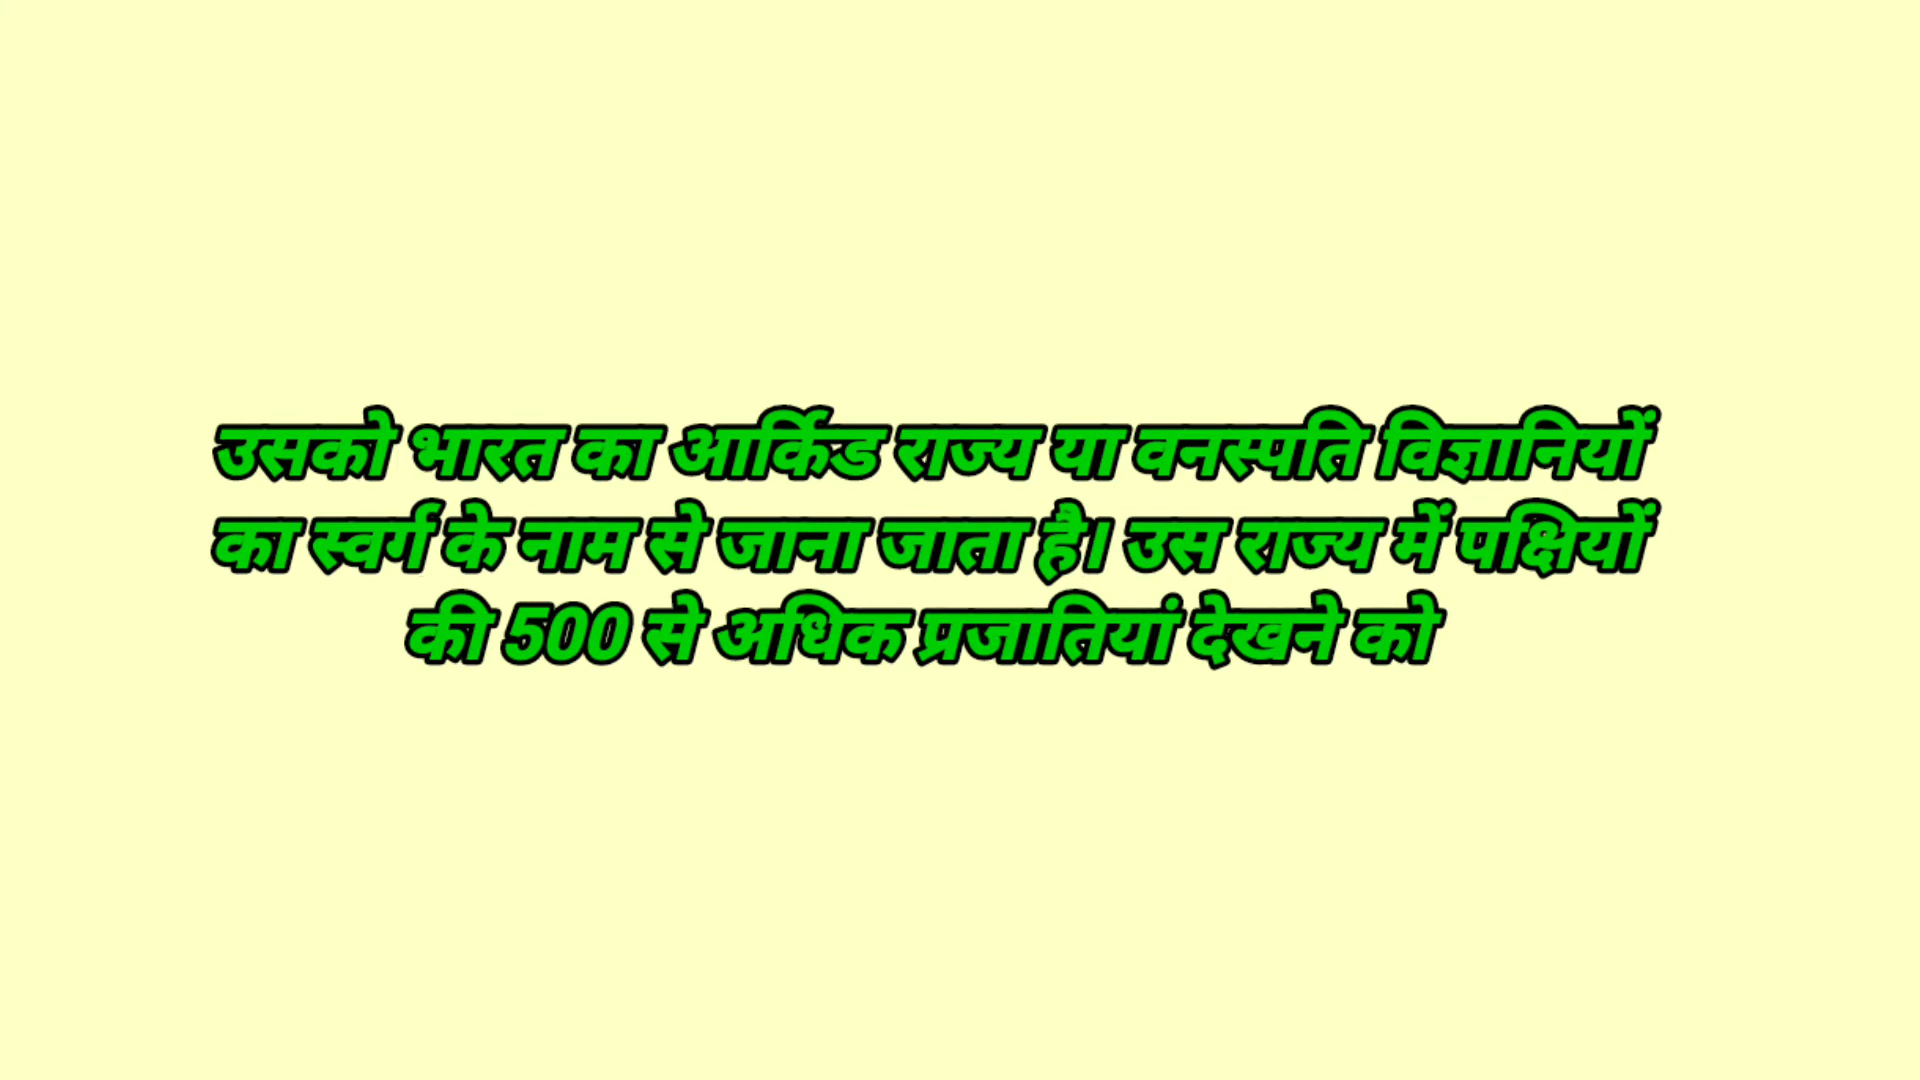 उसको भारत का आर्किड राज्य या वनस्पति विज्ञानियों
का स्वर्ग के नाम से जाना जाता है। उस राज्य में पक्षियों
की 500 से अधिक प्रजातियां देखने को